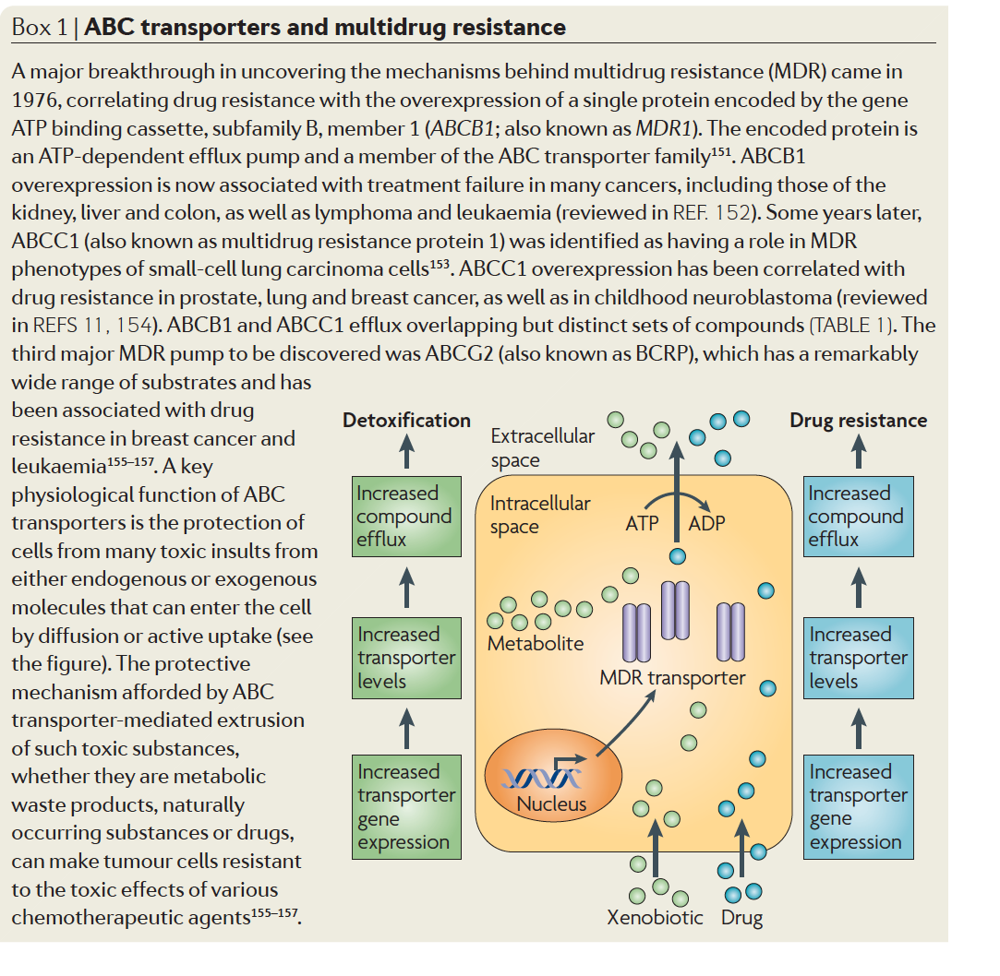 Box 1 | ABC transporters and multidrug resistance
A major breakthrough in uncovering the mechanisms behind multidrug resistance (MDR) came in
1976, correlating drug resistance with the overexpression of a single protein encoded by the gene
ATP binding cassette, subfamily B, member 1 (ABCB1; also known as MDR1). The encoded protein is
an ATP-dependent efflux pump and a member of the ABC transporter family151. ABCB1
overexpression is now associated with treatment failure in many cancers, including those of the
kidney, liver and colon, as well as lymphoma and leukaemia (reviewed in REF. 152). Some years later,
ABCC1 (also known as multidrug resistance protein 1) was identified as having a role in MDR
phenotypes of small-cell lung carcinoma cells153. ABCC1 overexpression has been correlated with
drug resistance in prostate, lung and breast cancer, as well as in childhood neuroblastoma (reviewed
in REFS 11, 154). ABCB1 and ABCC1 efflux overlapping but distinct sets of compounds (TABLE 1). The
third major MDR pump to be discovered was ABCG2 (also known as BCRP), which has a remarkably
wide range of substrates and has
been associated with drug
resistance in breast cancer and
leukaemia155–157. A key
physiological function of ABC
transporters is the protection of
cells from many toxic insults from
either endogenous or exogenous
molecules that can enter the cell
by diffusion or active uptake (see
the figure). The protective
mechanism afforded by ABC
transporter-mediated extrusion
of such toxic substances,
whether they are metabolic
waste products, naturally
occurring substances or drugs,
can make tumour cells resistant
to the toxic effects of various
chemotherapeutic agents155–157.
Detoxification
Increased
compound
efflux
Increased
transporter
levels
Increased
transporter
gene
expression
Extracellular
space
Intracellular
space
ATP
ADP
Metabolite
MDR transporter
Nucleus
Xenobiotic
Drug
Drug resistance
Increased
compound
efflux
Increased
transporter
levels
Increased
transporter
gene
expression